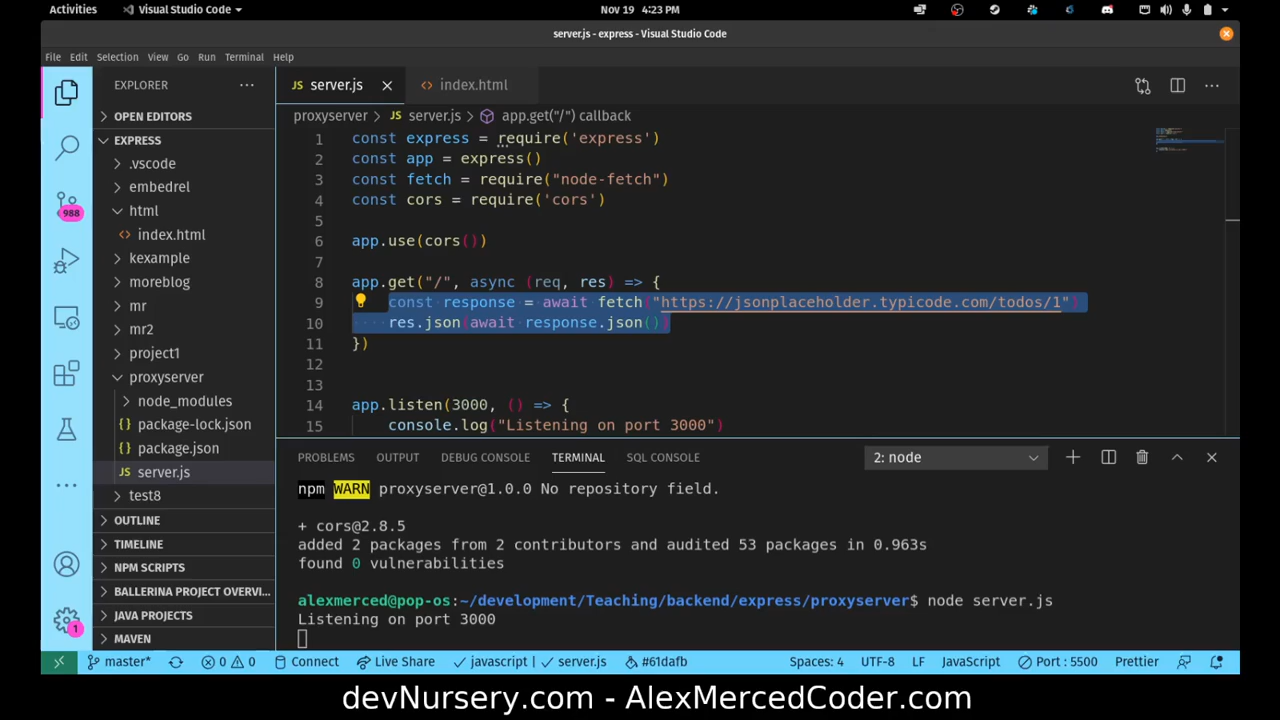 Activities
Visual Studio Code
Nov 19 4:23 PM
server.js - express - Visual Studio Code
File Edit Selection View Go Run Terminal Help
EXPLORER
OPEN EDITORS
EXPRESS
.vscode
embedrel
html
index.html
kexample
moreblog
mr
mr2
project1
proxyserver
node_modules
package-lock.json
package.json
JS server.js
test8
OUTLINE
TIMELINE
NPM SCRIPTS
BALLERINA PROJECT OVERVI...
JAVA PROJECTS
MAVEN
988
1
JS server.js
index.html
proxyserver > JS server.js > app.get("/") callback
1 const express = require('express')
2 const app = express()
3 const fetch = require("node-fetch")
4 const cors = require('cors')
5
6 app.use(cors())
7
8 app.get("/", async (req, res) => {
9 const response = await fetch("https://jsonplaceholder.typicode.com/todos/1")
10 res.json(await response.json())
11 })
12
13
14 app.listen(3000, () => {
15 console.log("Listening on port 3000")
PROBLEMS OUTPUT DEBUG CONSOLE TERMINAL SQL CONSOLE
2: node
npm WARN proxyserver@1.0.0 No repository field.
+ cors@2.8.5
added 2 packages from 2 contributors and audited 53 packages in 0.963s
found 0 vulnerabilities
alexmerced@pop-os:~/development/Teaching/backend/express/proxyserver$ node server.js
Listening on port 3000
master* 0 0 Connect Live Share javascript | server.js #61dafb Spaces: 4 UTF-8 LF JavaScript Port : 5500 Prettier
devNursery.com - AlexMercedCoder.com